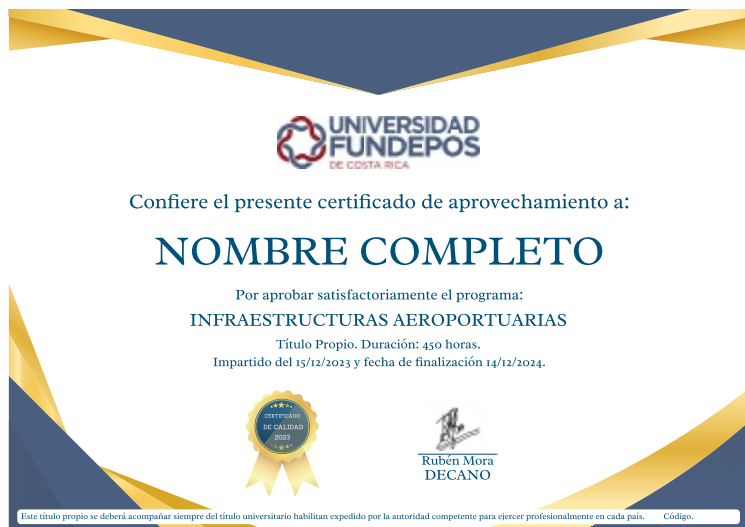 UNIVERSIDAD
FUNDEPOS
DE COSTA RICA
Confiere el presente certificado de aprovechamiento a:
NOMBRE COMPLETO
Por aprobar satisfactoriamente el programa:
INFRAESTRUCTURAS AEROPORTUARIAS
Título Propio. Duración: 450 horas.
Impartido del 15/12/2023 y fecha de finalización 14/12/2024.
CERTIFICADO
DE CALIDAD
2023
Rubén Mora
DECANO
Este título propio se deberá acompañar siempre del título universitario habilitan expedido por la autoridad competente para ejercer profesionalmente en cada país. Código.